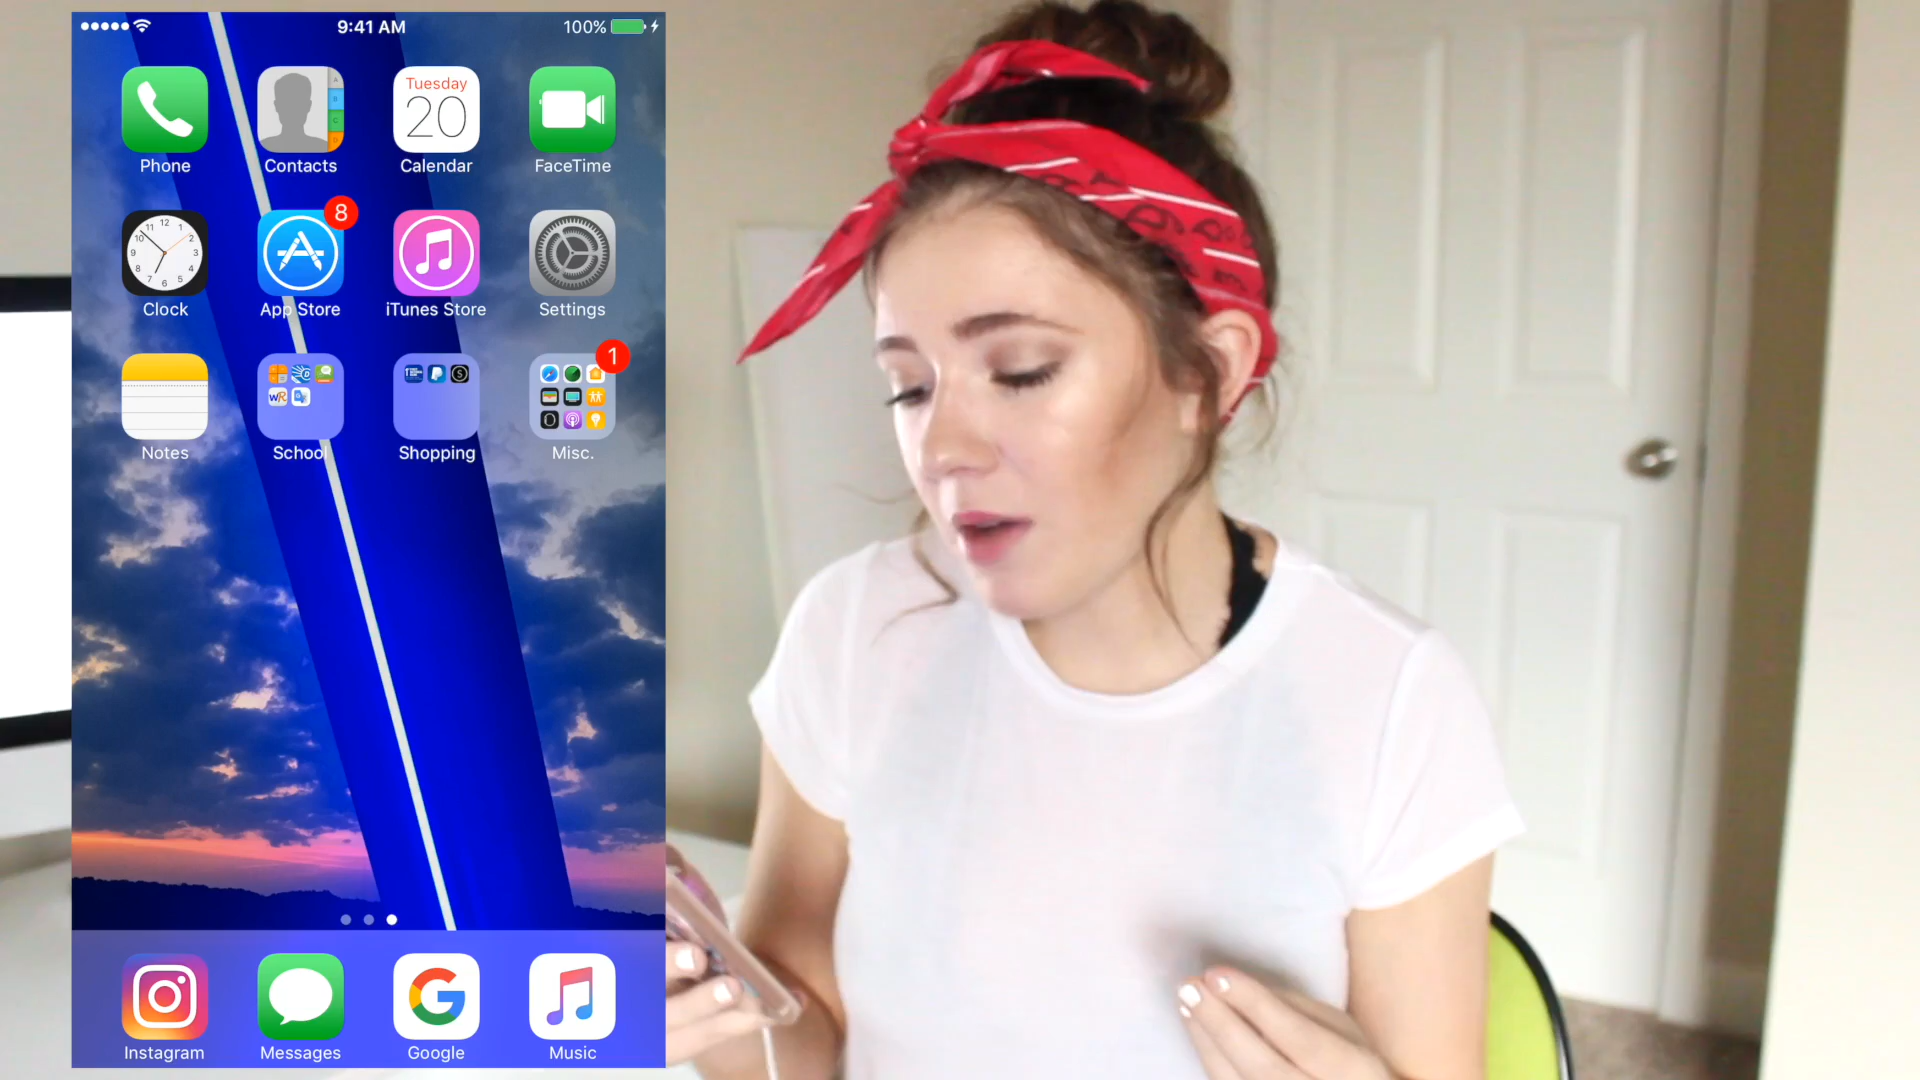 9:41 AM 100%
Tuesday
20
Phone Contacts Calendar FaceTime
8
Clock App Store iTunes Store Settings
1
Notes School Shopping Misc.
Instagram Messages Google Music